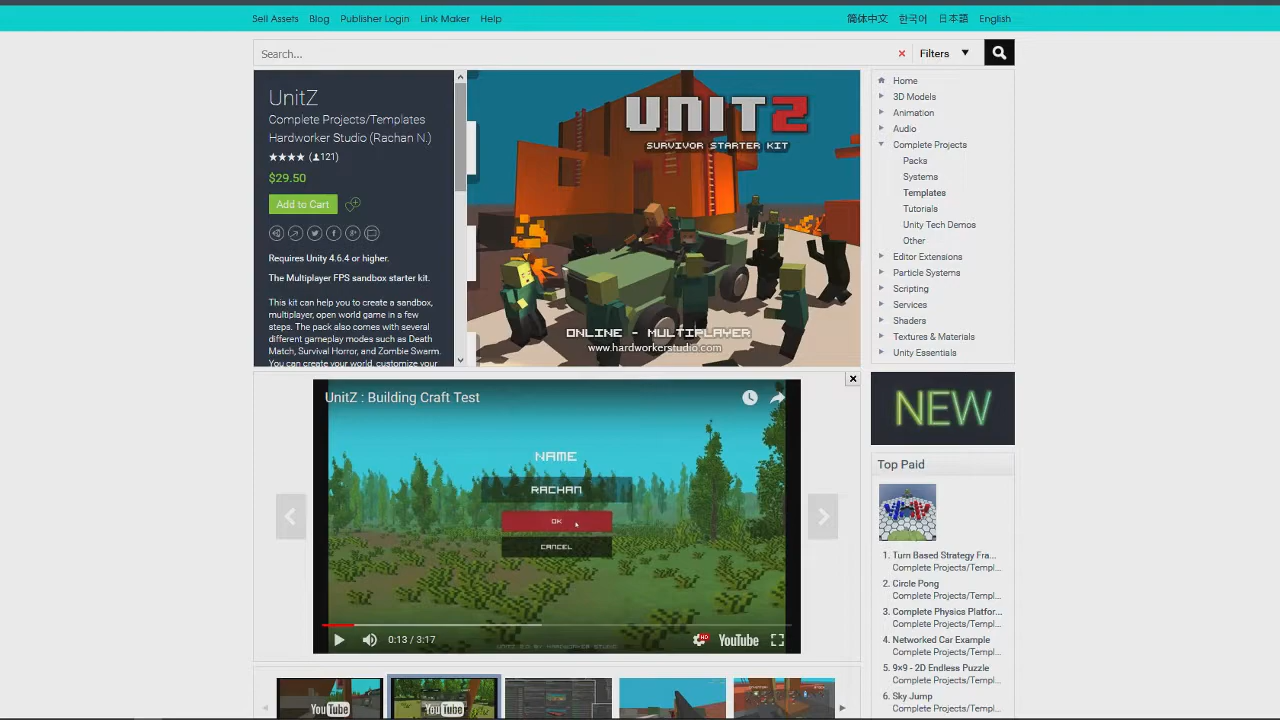 Sell Assets Blog Publisher Login Link Maker Help
简体中文 한국어 日本語 English
Search...
Filters
UnitZ
Complete Projects/Templates
Hardworker Studio (Rachan N.)
(121)
$29.50
Add to Cart
Requires Unity 4.6.4 or higher.
The Multiplayer FPS sandbox starter kit.
This kit can help you to create a sandbox,
multiplayer, open world game in a few
steps. The pack also comes with several
different gameplay modes such as Death
Match, Survival Horror, and Zombie Swarm.
You can create your world, customize your
UNITZ
SURVIVOR STARTER KIT
ONLINE - MULTIPLAYER
www.hardworkerstudio.com
Home
3D Models
Animation
Audio
Complete Projects
Packs
Systems
Templates
Tutorials
Unity Tech Demos
Other
Editor Extensions
Particle Systems
Scripting
Services
Shaders
Textures & Materials
Unity Essentials
UnitZ : Building Craft Test
NAME
RACHAN
OK
CANCEL
0:13 / 3:17
HD
YouTube
YouTube
YouTube
NEW
Top Paid
1. Turn Based Strategy Fra...
Complete Projects/Templ...
2. Circle Pong
Complete Projects/Templ...
3. Complete Physics Platfor...
Complete Projects/Templ...
4. Networked Car Example
Complete Projects/Templ...
5. 9×9 - 2D Endless Puzzle
Complete Projects/Templ...
6. Sky Jump
Complete Projects/Templ...